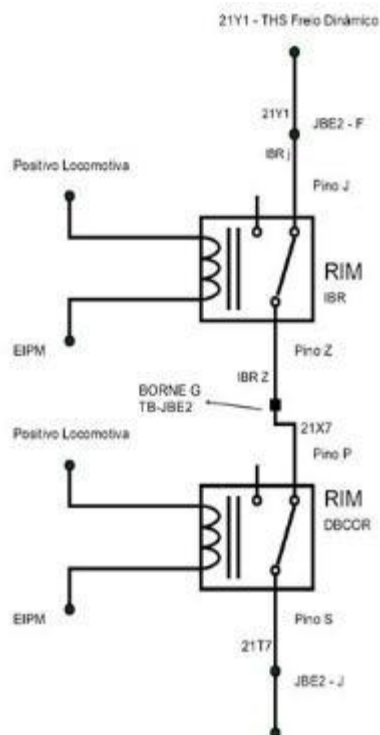 21Y1 - THS Freio Dinâmico
21Y1
JBE2 - F
IBR j
Positivo Locomotiva
Pino J
RIM
IBR
EIPM
Pino Z
IBR Z
BORNE G
TB-JBE2
21X7
Positivo Locomotiva
Pino P
RIM
DBCOR
EIPM
Pino S
21T7
JBE2 - J